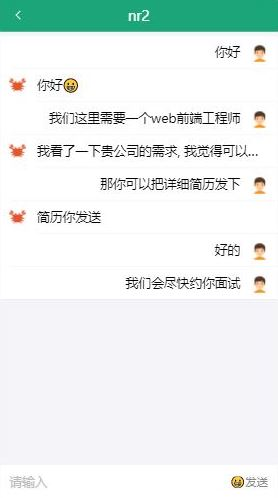 nr2
你好
你好😀
我们这里需要一个web前端工程师
我看了一下贵公司的需求, 我觉得可以...
那你可以把详细简历发下
简历你发送
好的
我们会尽快约你面试
请输入
😀发送